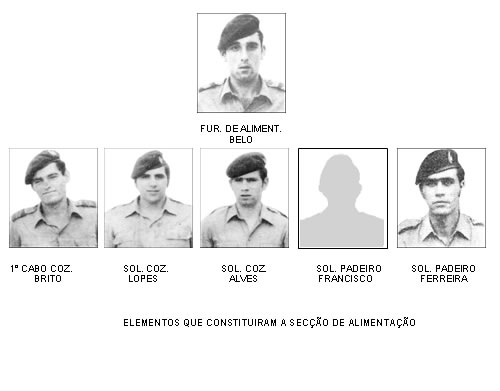 FUR. DE ALIMENT.
BELO
1º CABO COZ.
BRITO
SOL. COZ.
LOPES
SOL. COZ.
ALVES
SOL. PADEIRO
FRANCISCO
SOL. PADEIRO
FERREIRA
ELEMENTOS QUE CONSTITUIRAM A SECÇÃO DE ALIMENTAÇÃO